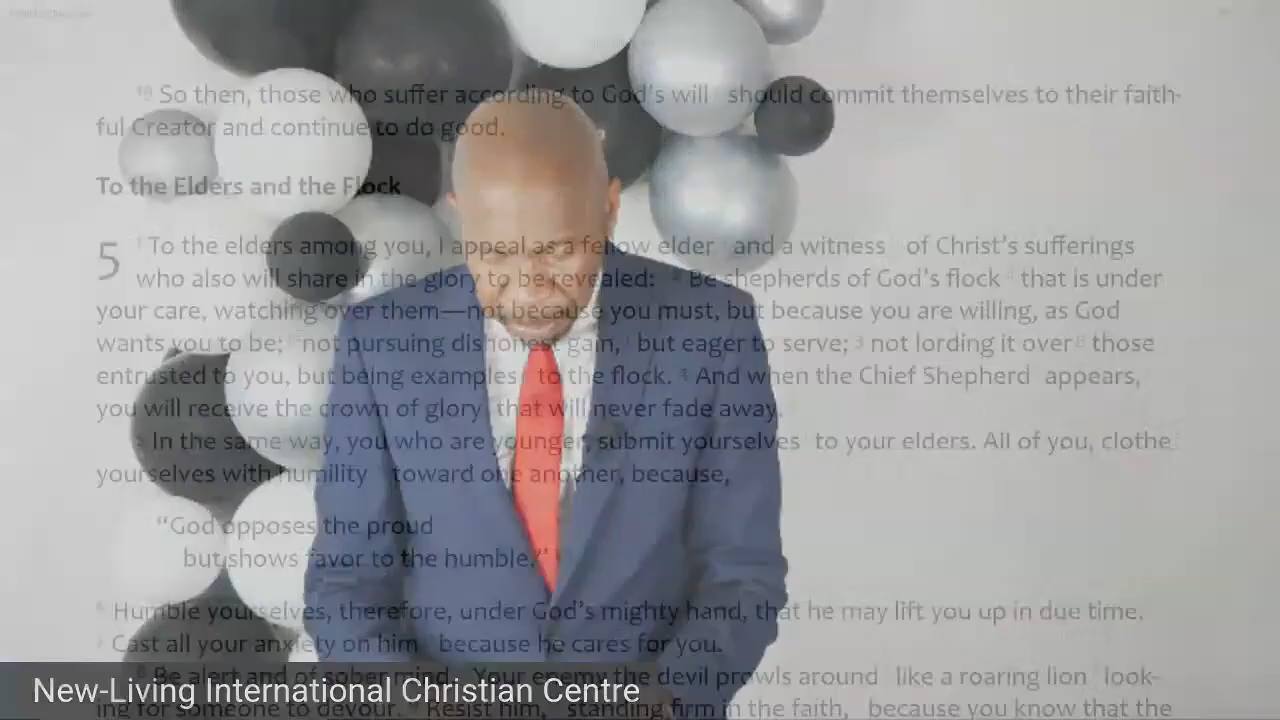 19 So then, those who suffer according to God's will should commit themselves to their faith-
ful Creator and continue to do good.
To the Elders and the Flock
5 1 To the elders among you, I appeal as a fellow elder and a witness of Christ's sufferings
who also will share in the glory to be revealed: 2 Be shepherds of God's flock that is under
your care, watching over them—not because you must, but because you are willing, as God
wants you to be; not pursuing dishonest gain, but eager to serve; 3 not lording it over those
entrusted to you, but being examples to the flock. 4 And when the Chief Shepherd appears,
you will receive the crown of glory that will never fade away.
5 In the same way, you who are younger, submit yourselves to your elders. All of you, clothe
yourselves with humility toward one another, because,
“God opposes the proud
but shows favor to the humble.”
6 Humble yourselves, therefore, under God's mighty hand, that he may lift you up in due time.
7 Cast all your anxiety on him because he cares for you.
8 Be alert and of sober mind. Your enemy the devil prowls around like a roaring lion look-
ing for someone to devour. 9 Resist him, standing firm in the faith, because you know that the
New-Living International Christian Centre